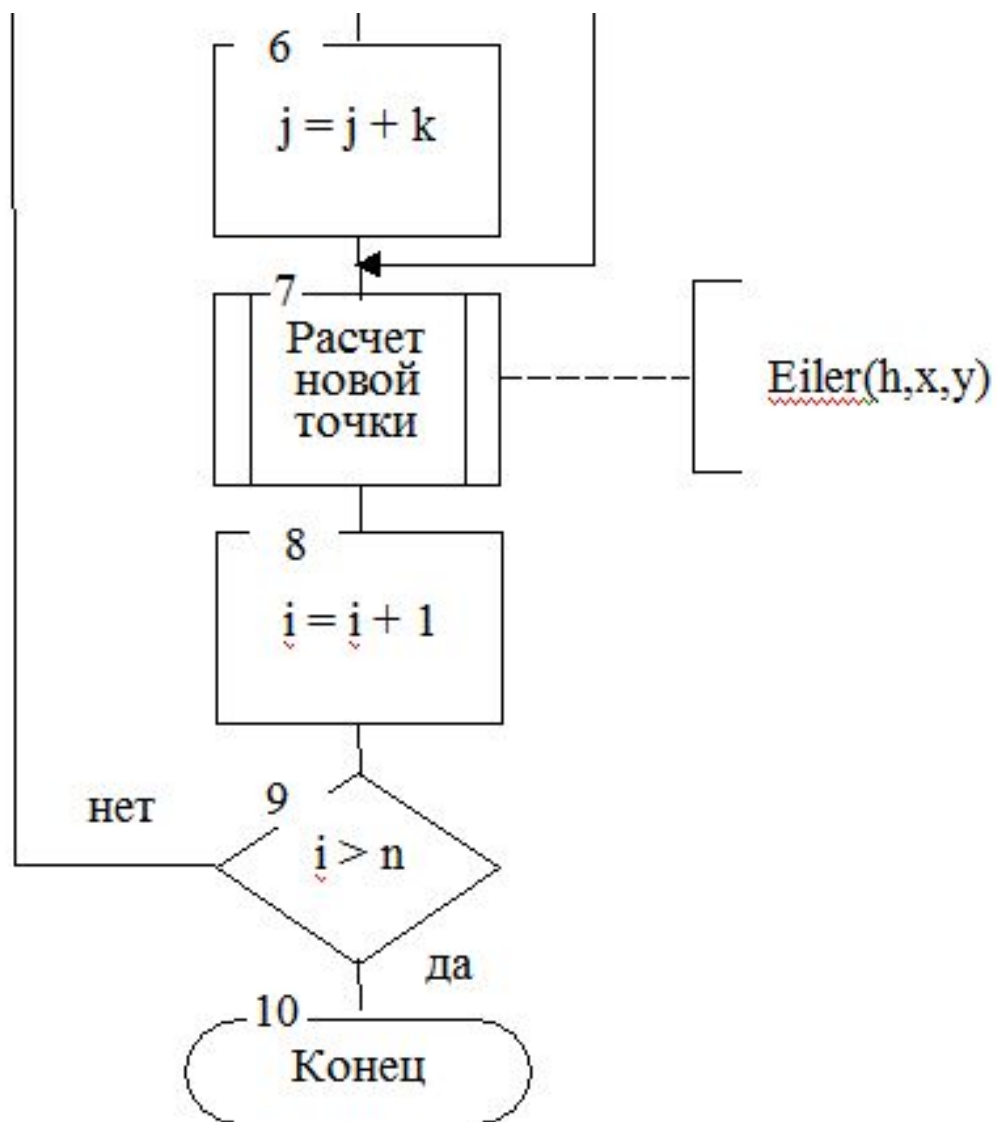 6
j = j + k
7
Расчет
новой
точки
Eiler(h,x,y)
8
i = i + 1
нет
9
i > n
да
10
Конец